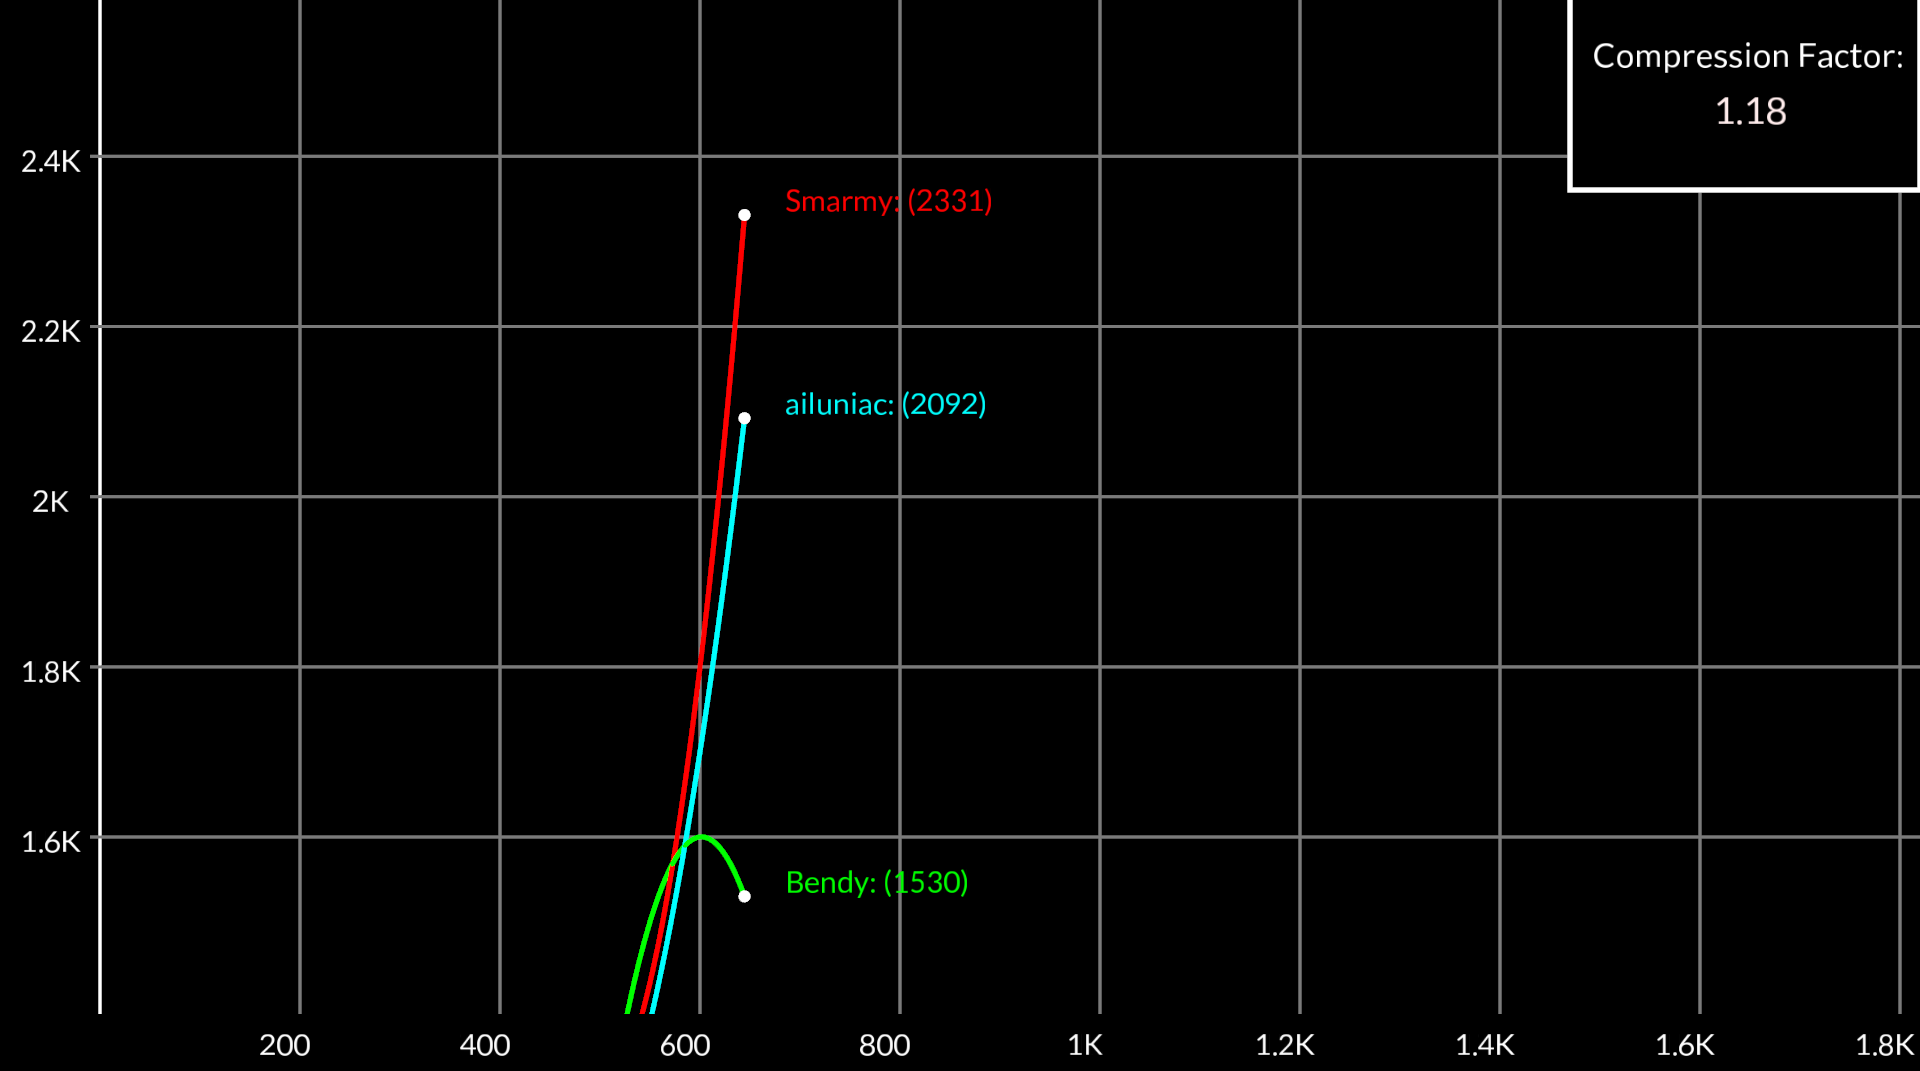 Compression Factor:
1.18
2.4K
Smarmy: (2331)
2.2K
ailuniac: (2092)
2K
1.8K
1.6K
Bendy: (1530)
200 400 600 800 1K 1.2K 1.4K 1.6K 1.8K